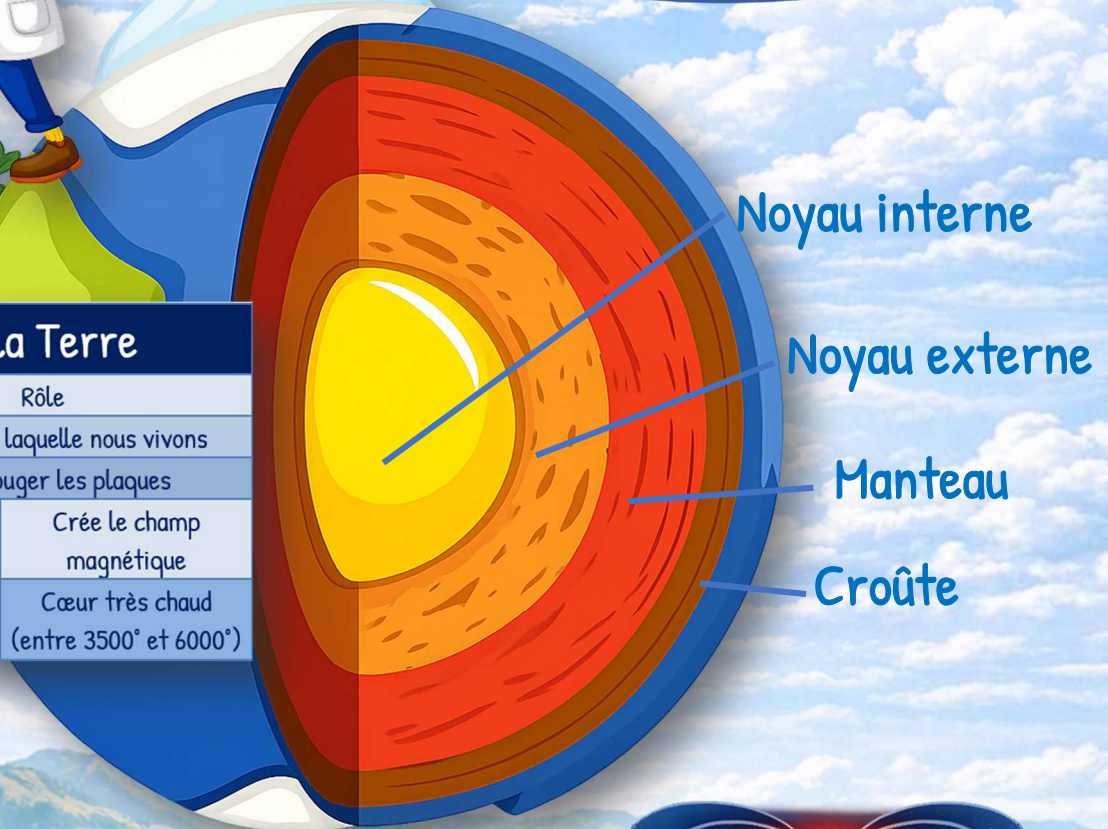 La Terre
Rôle
laquelle nous vivons
ouger les plaques
Crée le champ
magnétique
Cœur très chaud
(entre 3500° et 6000°)
Noyau interne
Noyau externe
Manteau
Croûte